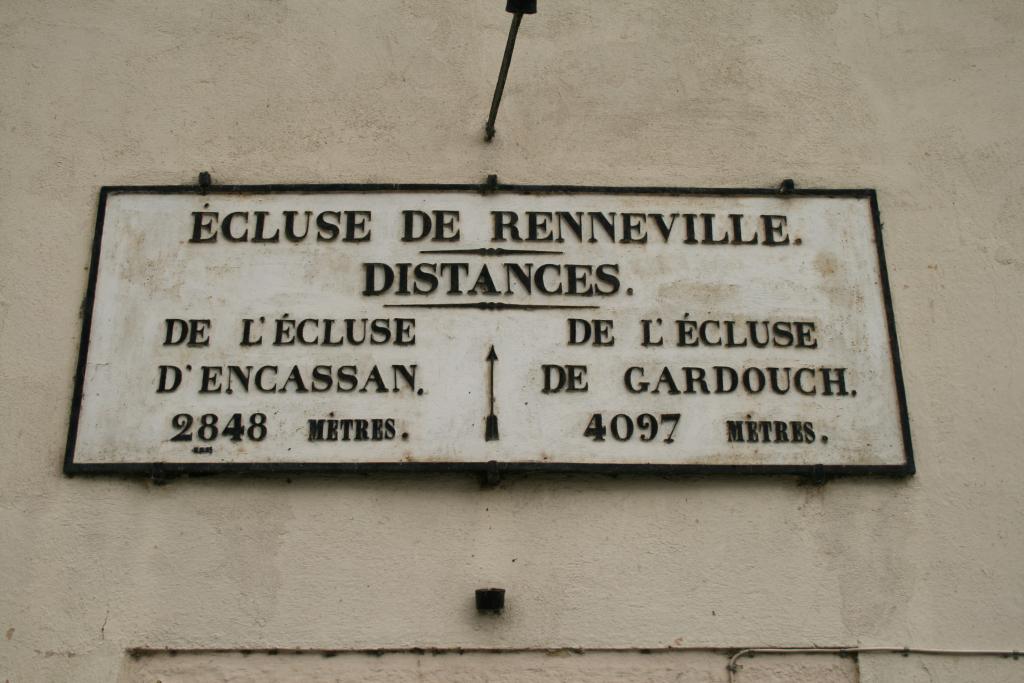 ÉCLUSE DE RENNEVILLE.
DISTANCES.
DE L'ÉCLUSE
D'ENCASSAN.
2848 MÈTRES.
DE L'ÉCLUSE
DE GARDOUCH.
4097 MÈTRES.